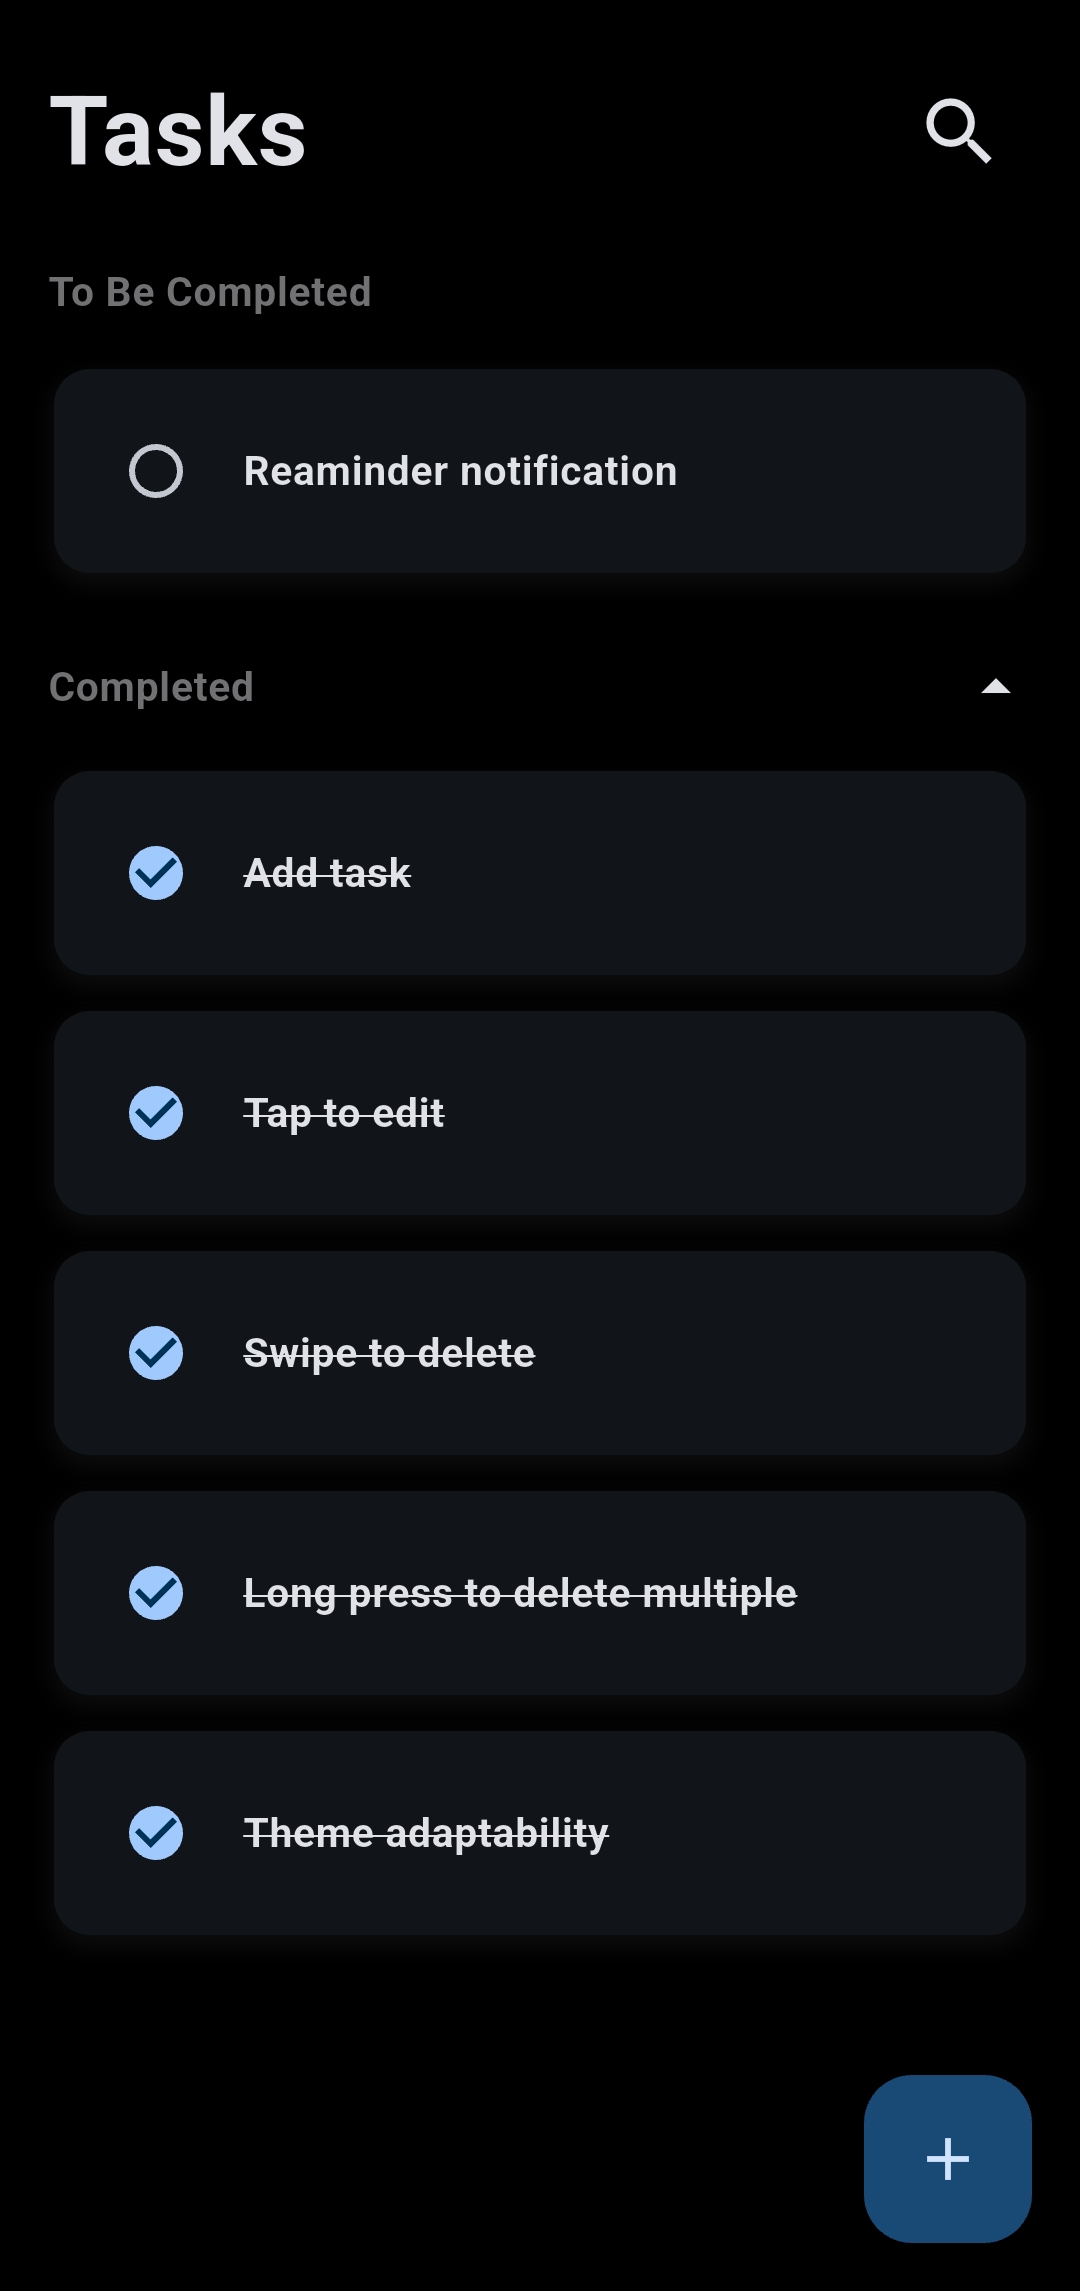 Tasks
To Be Completed
Reaminder notification
Completed
Add task
Tap to edit
Swipe to delete
Long press to delete multiple
Theme adaptability